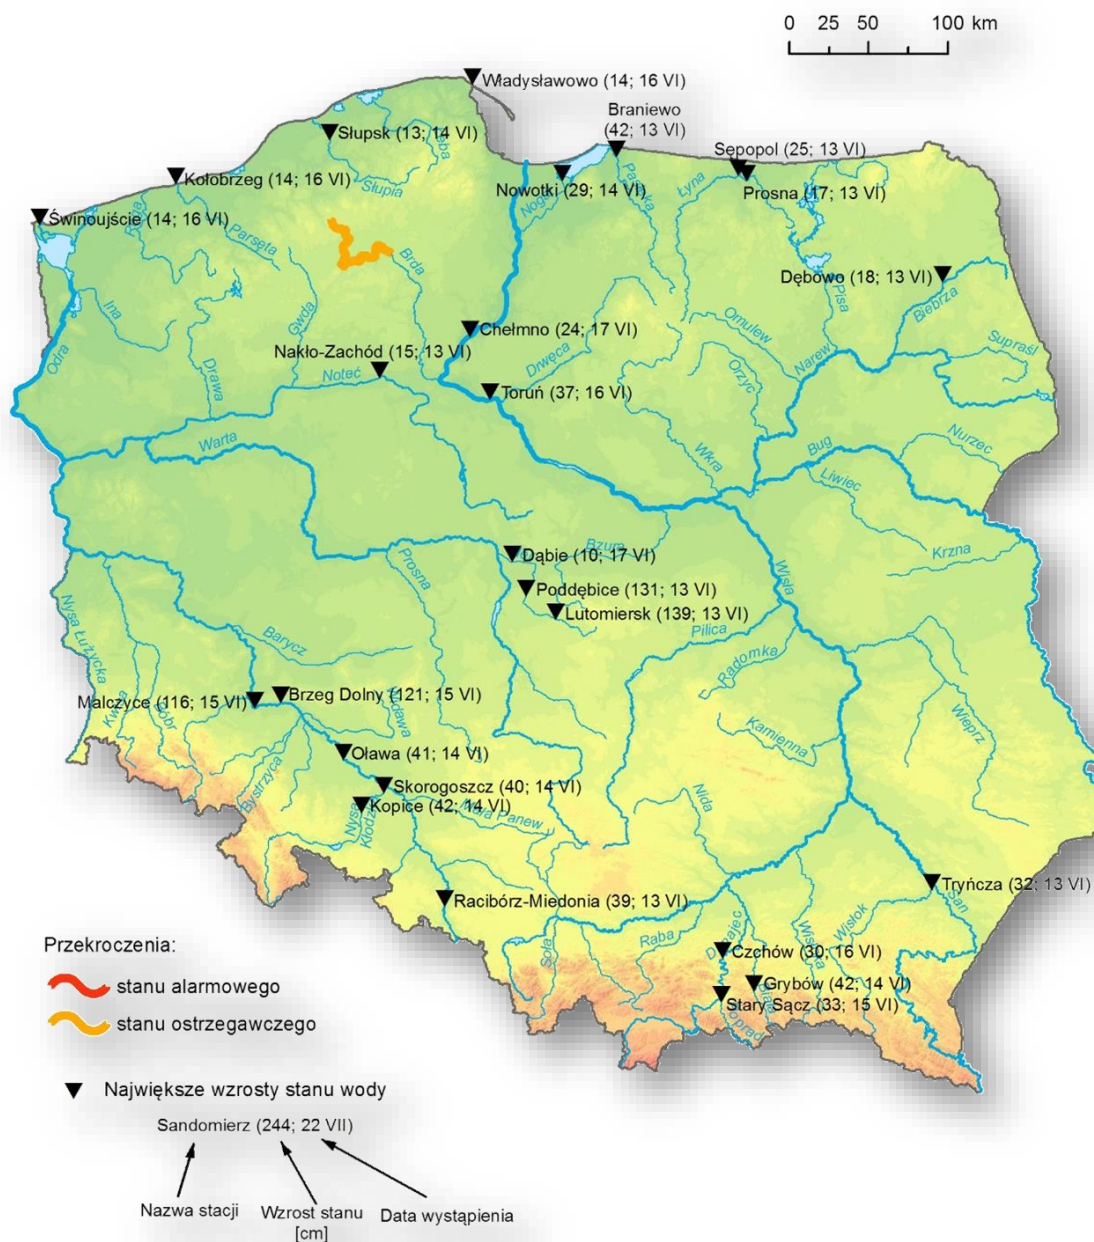 0 25 50 100 km
Władysławowo (14; 16 VI)
Braniewo
(42; 13 VI)
Słupsk (13; 14 VI)
Łeba
Sępopol (25; 13 VI)
Kołobrzeg (14; 16 VI)
Słupia
Nowotki (29; 14 VI)
Nogat
Pasłęka
Łyna
Prosna (17; 13 VI)
Świnoujście (14; 16 VI)
Rega
Parsęta
Brda
Dębowo (18; 13 VI)
Pisa
Biebrza
Ina
Gwda
Chełmno (24; 17 VI)
Omulew
Supraśl
Odra
Nakło-Zachód (15; 13 VI)
Drwęca
Narew
Drawa
Noteć
Toruń (37; 16 VI)
Orzyc
Warta
Wkra
Bug
Nurzec
Liwiec
Dąbie (10; 17 VI)
Bzura
Krzna
Prosna
Wisła
Poddębice (131; 13 VI)
Lutomiersk (139; 13 VI)
Nysa Łużycka
Barycz
Pilica
Radomka
Malczyce (116; 15 VI)
Brzeg Dolny (121; 15 VI)
Kwisa
Bóbr
Widawa
Kamienna
Wieprz
Oława (41; 14 VI)
Bystrzyca
Skorogoszcz (40; 14 VI)
Kopice (42; 14 VI)
Nysa
Kłodzka
Mała Panew
Nida
Racibórz-Miedonia (39; 13 VI)
Tryńcza (32; 13 VI)
San
Soła
Raba
Dunajec
Wisłoka
Wisłok
Czchów (30; 16 VI)
Grybów (42; 14 VI)
Biała
Stary Sącz (33; 15 VI)
Poprad
Przekroczenia:
stanu alarmowego
stanu ostrzegawczego
Największe wzrosty stanu wody
Sandomierz (244; 22 VII)
Nazwa stacji
Wzrost stanu
[cm]
Data wystąpienia